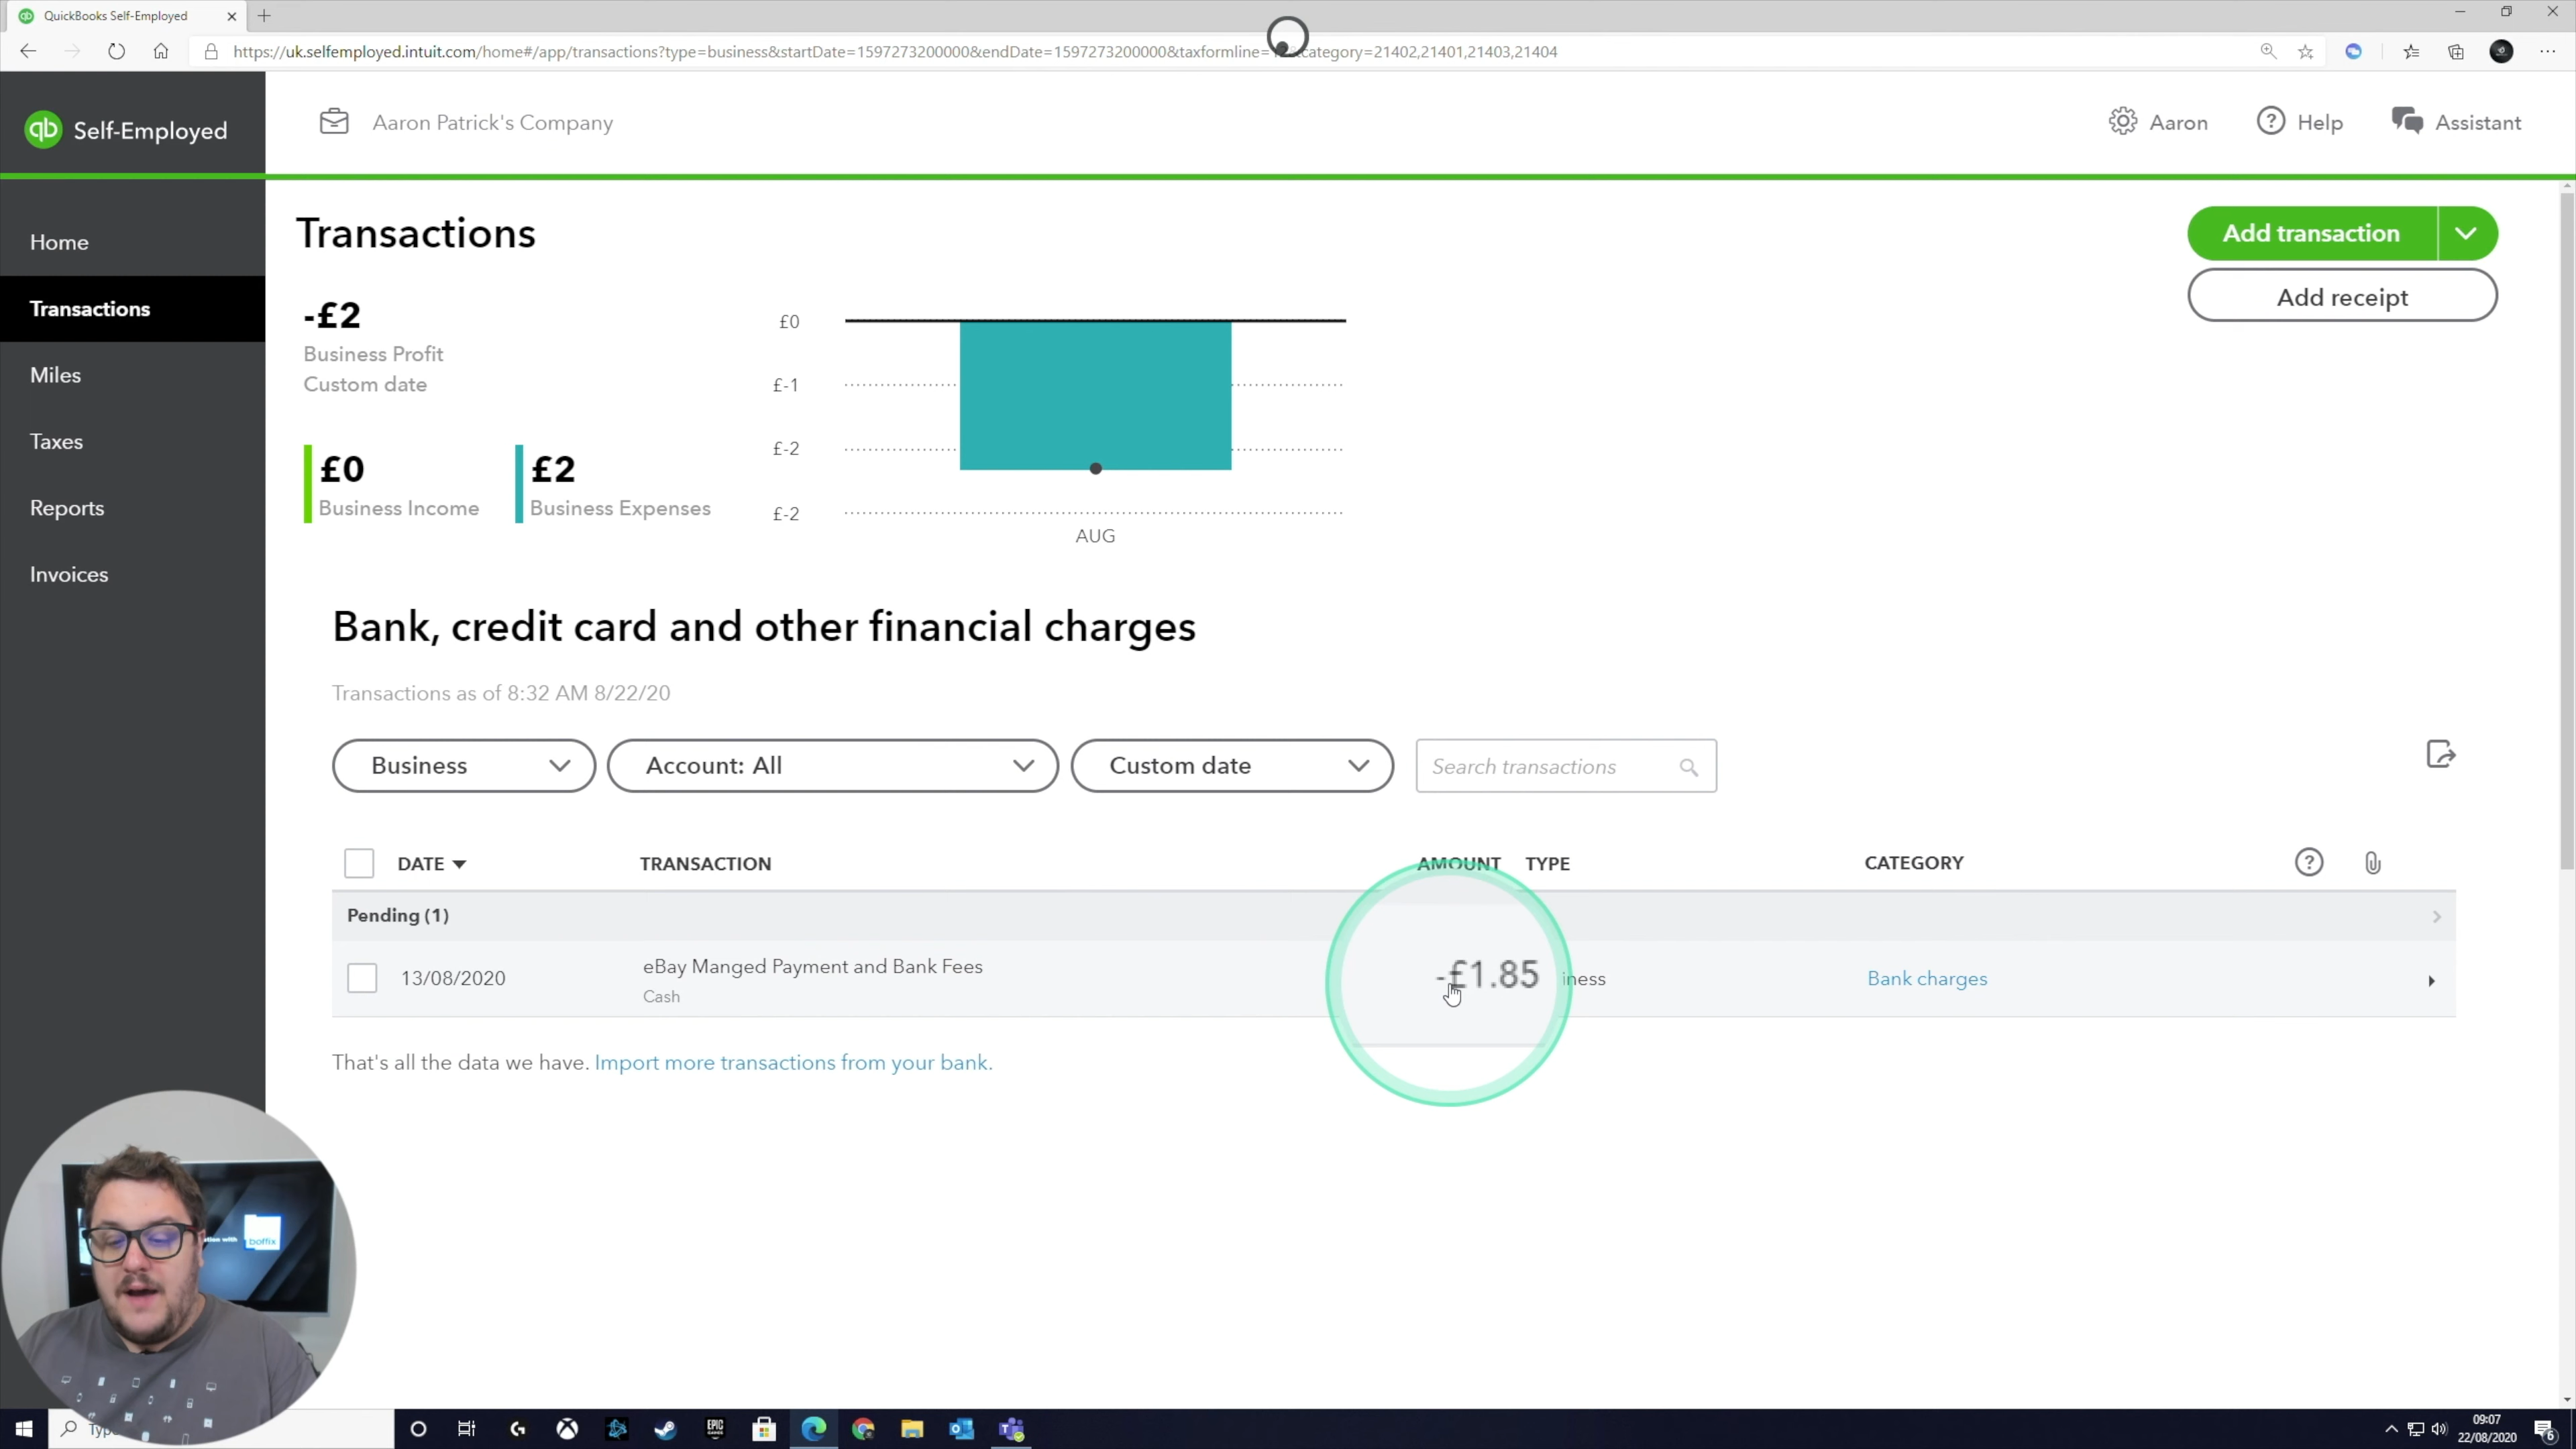 QuickBooks Self-Employed
https://uk.selfemployed.intuit.com/home#/app/transactions?type=business&startDate=1597273200000&endDate=1597273200000&taxformline= category=21402,21401,21403,21404
qb Self-Employed
Aaron Patrick's Company
Aaron
Help
Assistant
Home
Transactions
Miles
Taxes
Reports
Invoices
Transactions
Add transaction
Add receipt
-£2
Business Profit
Custom date
£0
Business Income
£2
Business Expenses
£0
£-1
£-2
£-2
AUG
Bank, credit card and other financial charges
Transactions as of 8:32 AM 8/22/20
Business
Account: All
Custom date
Search transactions
DATE
TRANSACTION
AMOUNT
TYPE
CATEGORY
Pending (1)
13/08/2020
eBay Manged Payment and Bank Fees
Cash
-£1.85
iness
Bank charges
That's all the data we have. Import more transactions from your bank.
boffix
EPIC GAMES
09:07
22/08/2020
6